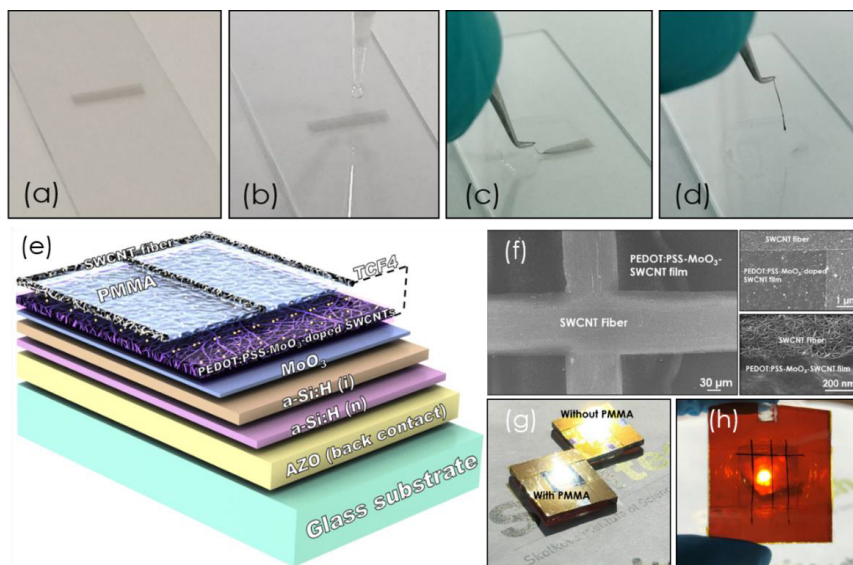 (a)
(b)
(c)
(d)
(e)
SWCNT-fiber
PMMA
TCF4
PEDOT:PSS-MoO₃-doped SWCNTs
MoO₃
a-Si:H (i)
a-Si:H (n)
AZO (back contact)
Glass substrate
(f)
PEDOT:PSS-MoO₃-
SWCNT film
SWCNT Fiber
30 µm
SWCNT fiber
PEDOT:PSS-MoO₃-doped
SWCNT film
1 µm
SWCNT Fiber
PEDOT:PSS-MoO₃-SWCNT film
200 nm
(g)
Without PMMA
With PMMA
(h)